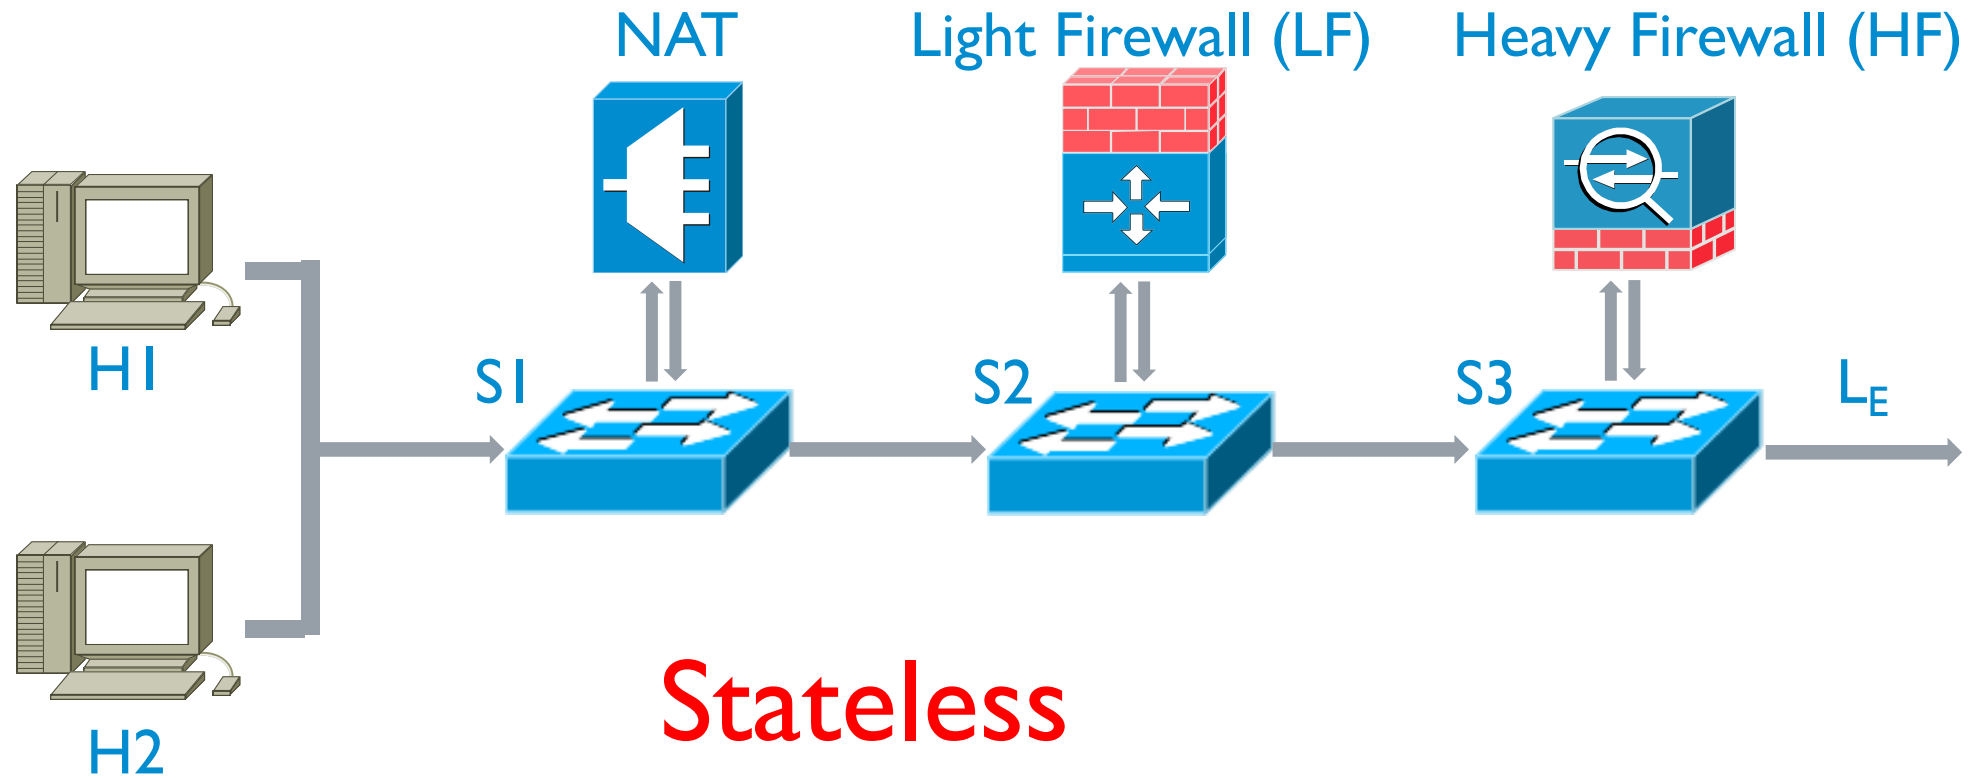 NAT
Light Firewall (LF)
Heavy Firewall (HF)
H1
S1
S2
S3
LE
H2
Stateless